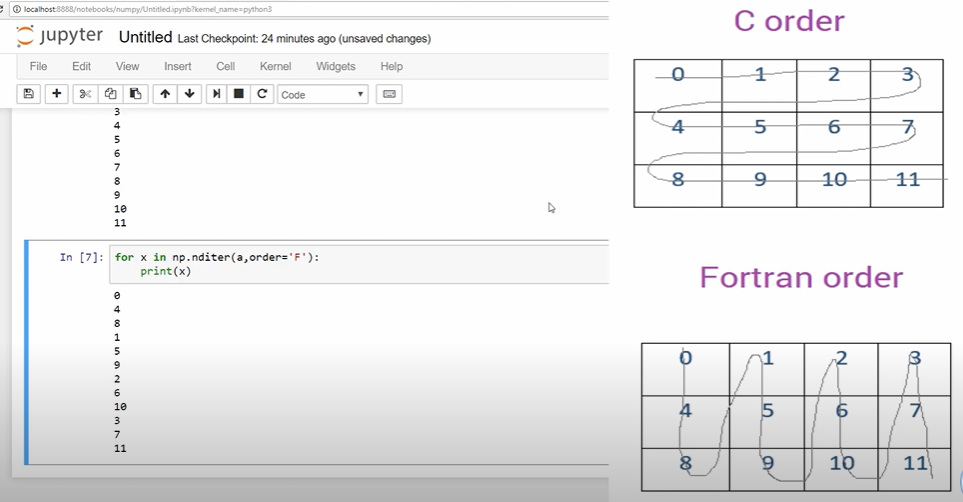 localhost:8888/notebooks/numpy/Untitled.ipynb?kernel_name=python3
jupyter Untitled Last Checkpoint: 24 minutes ago (unsaved changes)
File Edit View Insert Cell Kernel Widgets Help
Code
3
4
5
6
7
8
9
10
11
In [7]: for x in np.nditer(a,order='F'):
print(x)
0
4
8
1
5
9
2
6
10
3
7
11
C order
0 1 2 3
4 5 6 7
8 9 10 11
Fortran order
0 1 2 3
4 5 6 7
8 9 10 11